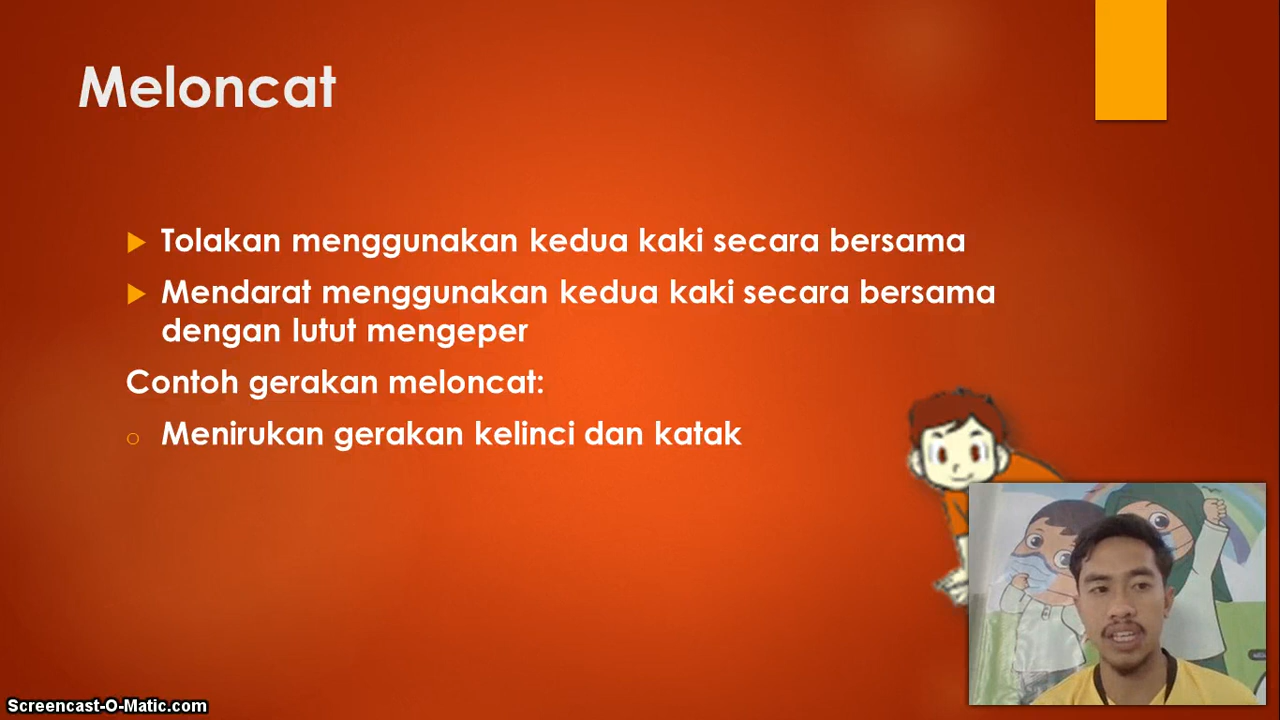 Meloncat
Tolakan menggunakan kedua kaki secara bersama
Mendarat menggunakan kedua kaki secara bersama
dengan lutut mengeper
Contoh gerakan meloncat:
Menirukan gerakan kelinci dan katak
Screencast-O-Matic.com